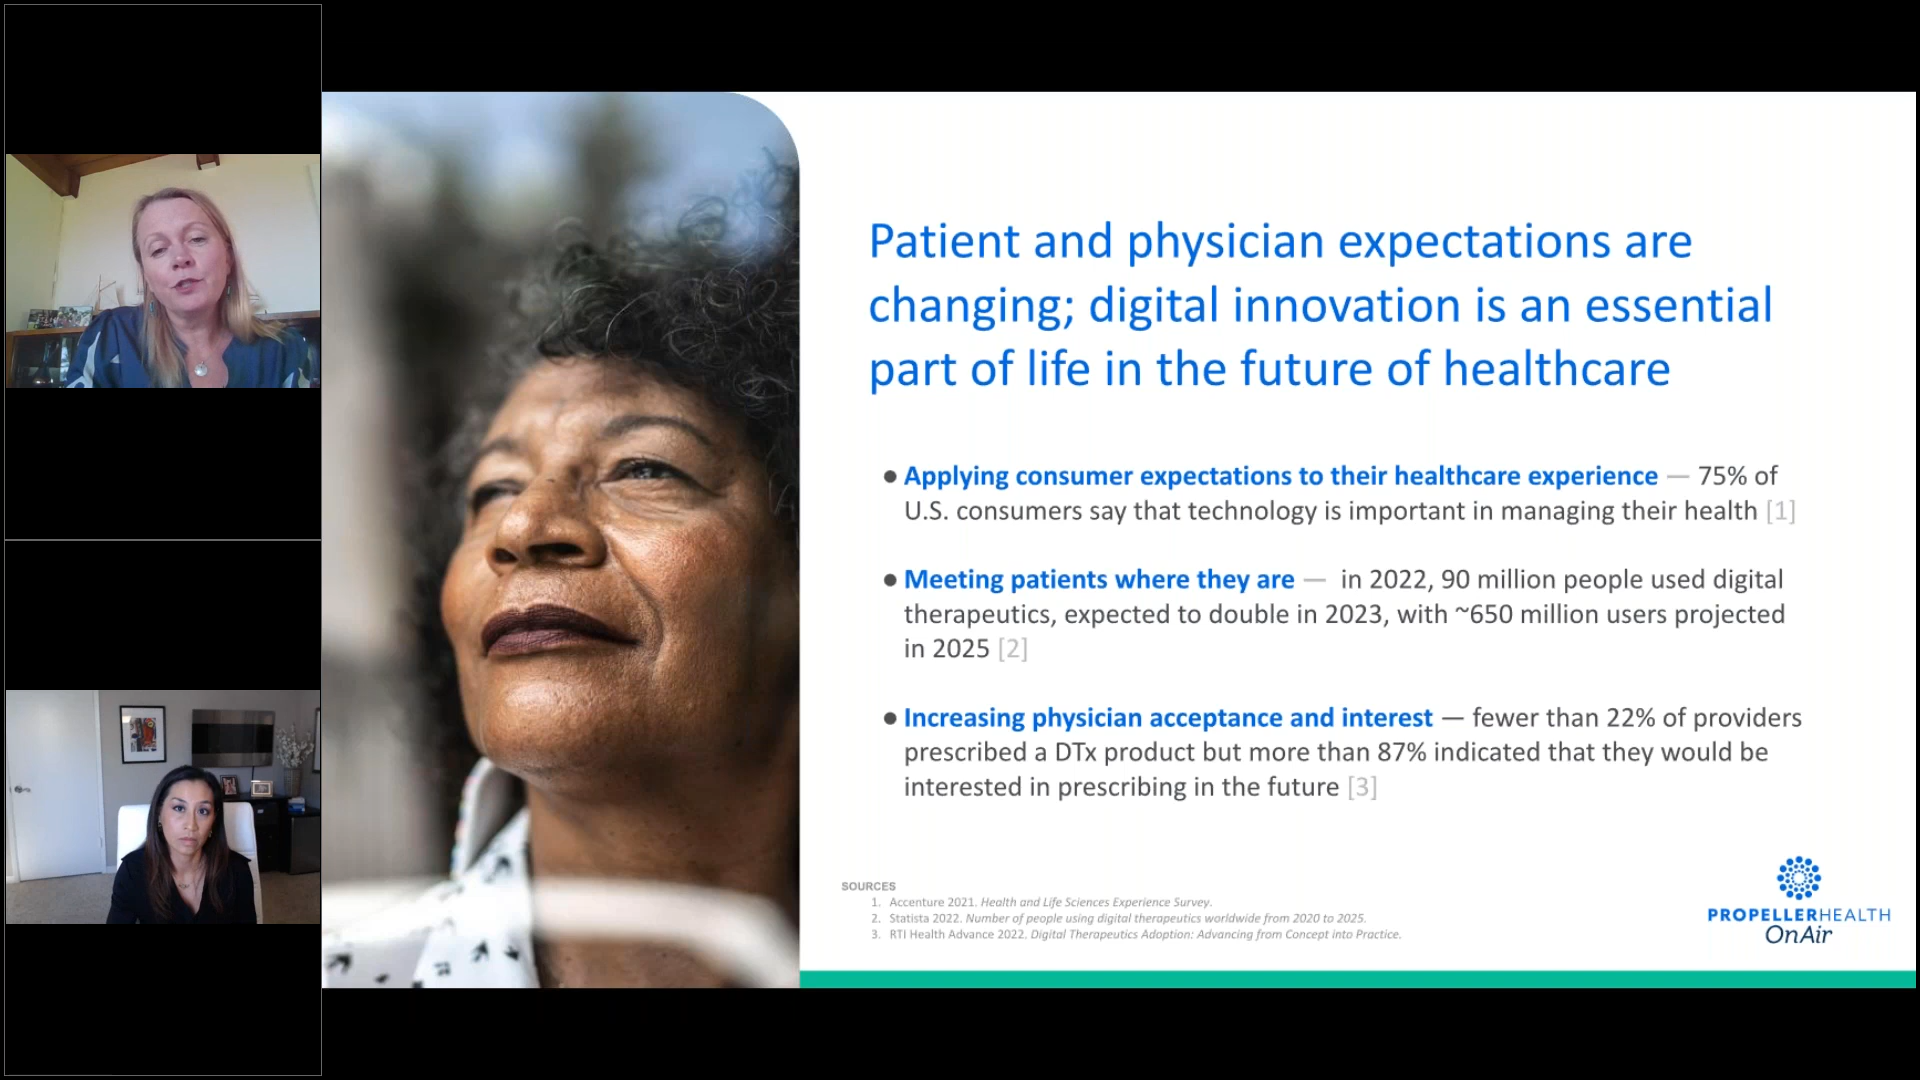 Patient and physician expectations are
changing; digital innovation is an essential
part of life in the future of healthcare
● Applying consumer expectations to their healthcare experience — 75% of
U.S. consumers say that technology is important in managing their health [1]
● Meeting patients where they are — in 2022, 90 million people used digital
therapeutics, expected to double in 2023, with ~650 million users projected
in 2025 [2]
● Increasing physician acceptance and interest — fewer than 22% of providers
prescribed a DTx product but more than 87% indicated that they would be
interested in prescribing in the future [3]
SOURCES
1. Accenture 2021. Health and Life Sciences Experience Survey.
2. Statista 2022. Number of people using digital therapeutics worldwide from 2020 to 2025.
3. RTI Health Advance 2022. Digital Therapeutics Adoption: Advancing from Concept into Practice.
PROPELLERHEALTH
OnAir